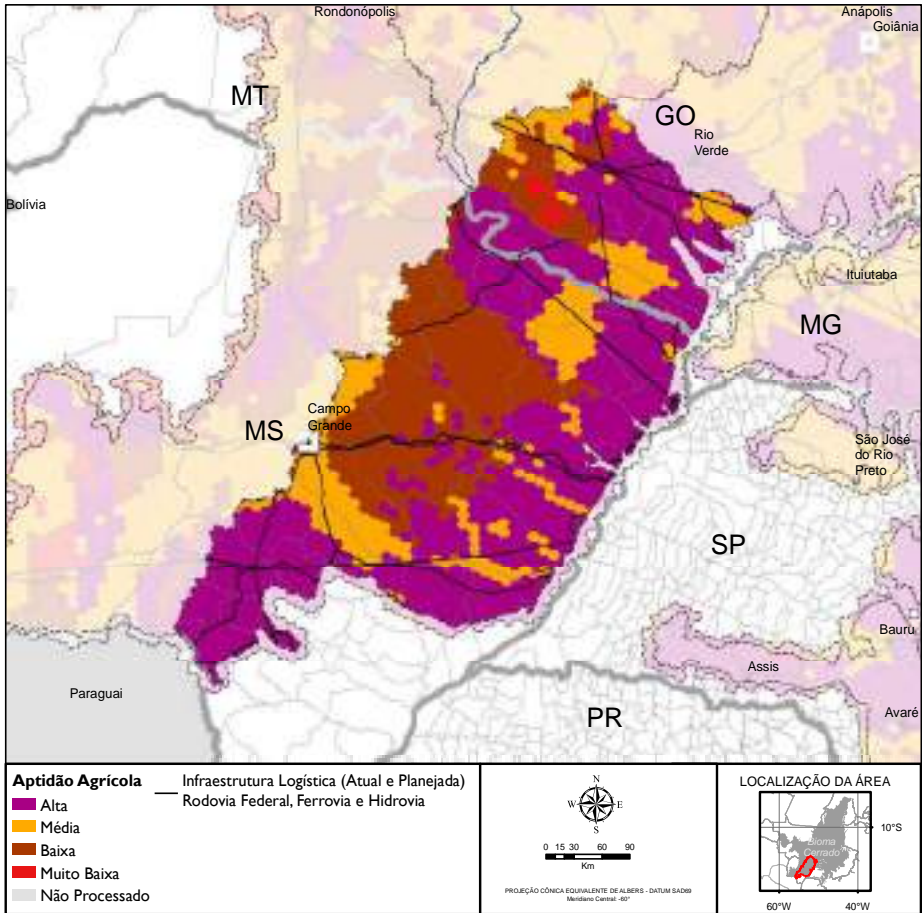 Rondonópolis
Anápolis
Goiânia
MT
GO
Rio
Verde
Bolívia
Ituiutaba
MG
Campo
Grande
MS
São José
do Rio
Preto
SP
Bauru
Assis
Paraguai
Avaré
PR
Aptidão Agrícola
Alta
Média
Baixa
Muito Baixa
Não Processado
Infraestrutura Logística (Atual e Planejada)
Rodovia Federal, Ferrovia e Hidrovia
N
W E
S
0 15 30 60 90
Km
PROJEÇÃO CÔNICA EQUIVALENTE DE ALBERS - DATUM SAD69
Meridiano Central: -60°
LOCALIZAÇÃO DA ÁREA
10°S
Bioma
Cerrado
60°W 40°W